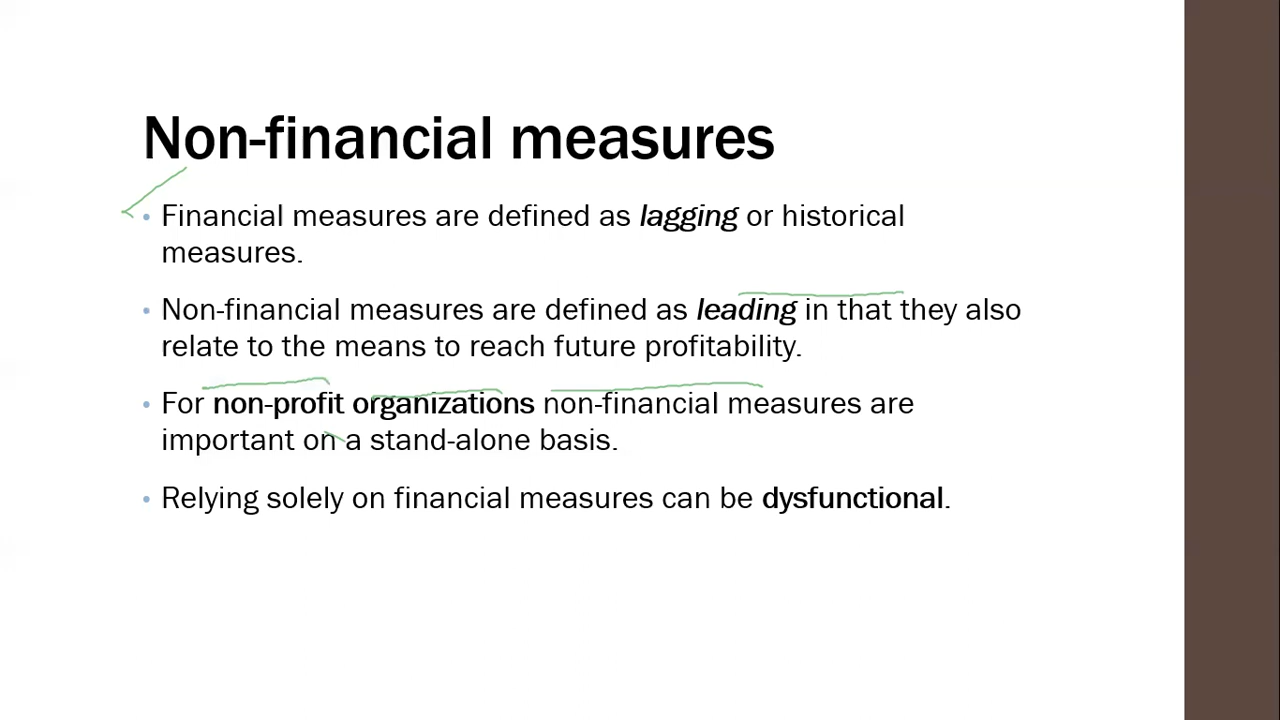 Non-financial measures
• Financial measures are defined as lagging or historical
measures.
• Non-financial measures are defined as leading in that they also
relate to the means to reach future profitability.
• For non-profit organizations non-financial measures are
important on a stand-alone basis.
• Relying solely on financial measures can be dysfunctional.